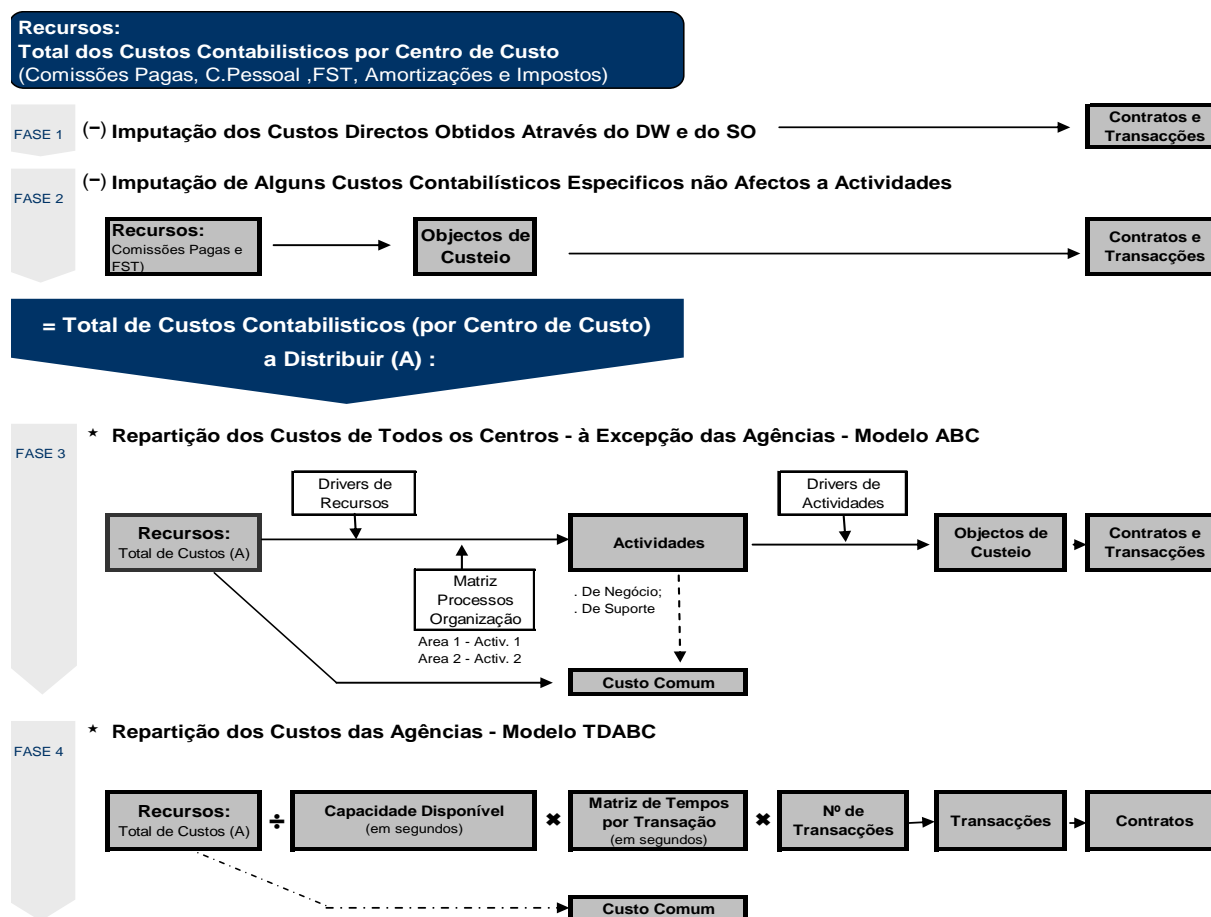 Recursos:
Total dos Custos Contabilisticos por Centro de Custo
(Comissões Pagas, C.Pessoal ,FST, Amortizações e Impostos)
FASE 1
(−) Imputação dos Custos Directos Obtidos Através do DW e do SO
Contratos e
Transacções
FASE 2
(−) Imputação de Alguns Custos Contabilísticos Especificos não Afectos a Actividades
Recursos:
Comissões Pagas e
FST)
Objectos de
Custeio
Contratos e
Transacções
= Total de Custos Contabilisticos (por Centro de Custo)
a Distribuir (A) :
FASE 3
★ Repartição dos Custos de Todos os Centros - à Excepção das Agências - Modelo ABC
Drivers de
Recursos
Drivers de
Actividades
Recursos:
Total de Custos (A)
Actividades
Objectos de
Custeio
Contratos e
Transacções
Matriz
Processos
Organização
Area 1 - Activ. 1
Area 2 - Activ. 2
. De Negócio;
. De Suporte
Custo Comum
FASE 4
★ Repartição dos Custos das Agências - Modelo TDABC
Recursos:
Total de Custos (A)
÷
Capacidade Disponível
(em segundos)
✖
Matriz de Tempos
por Transação
(em segundos)
✖
Nº de
Transacções
Transacções
Contratos
Custo Comum